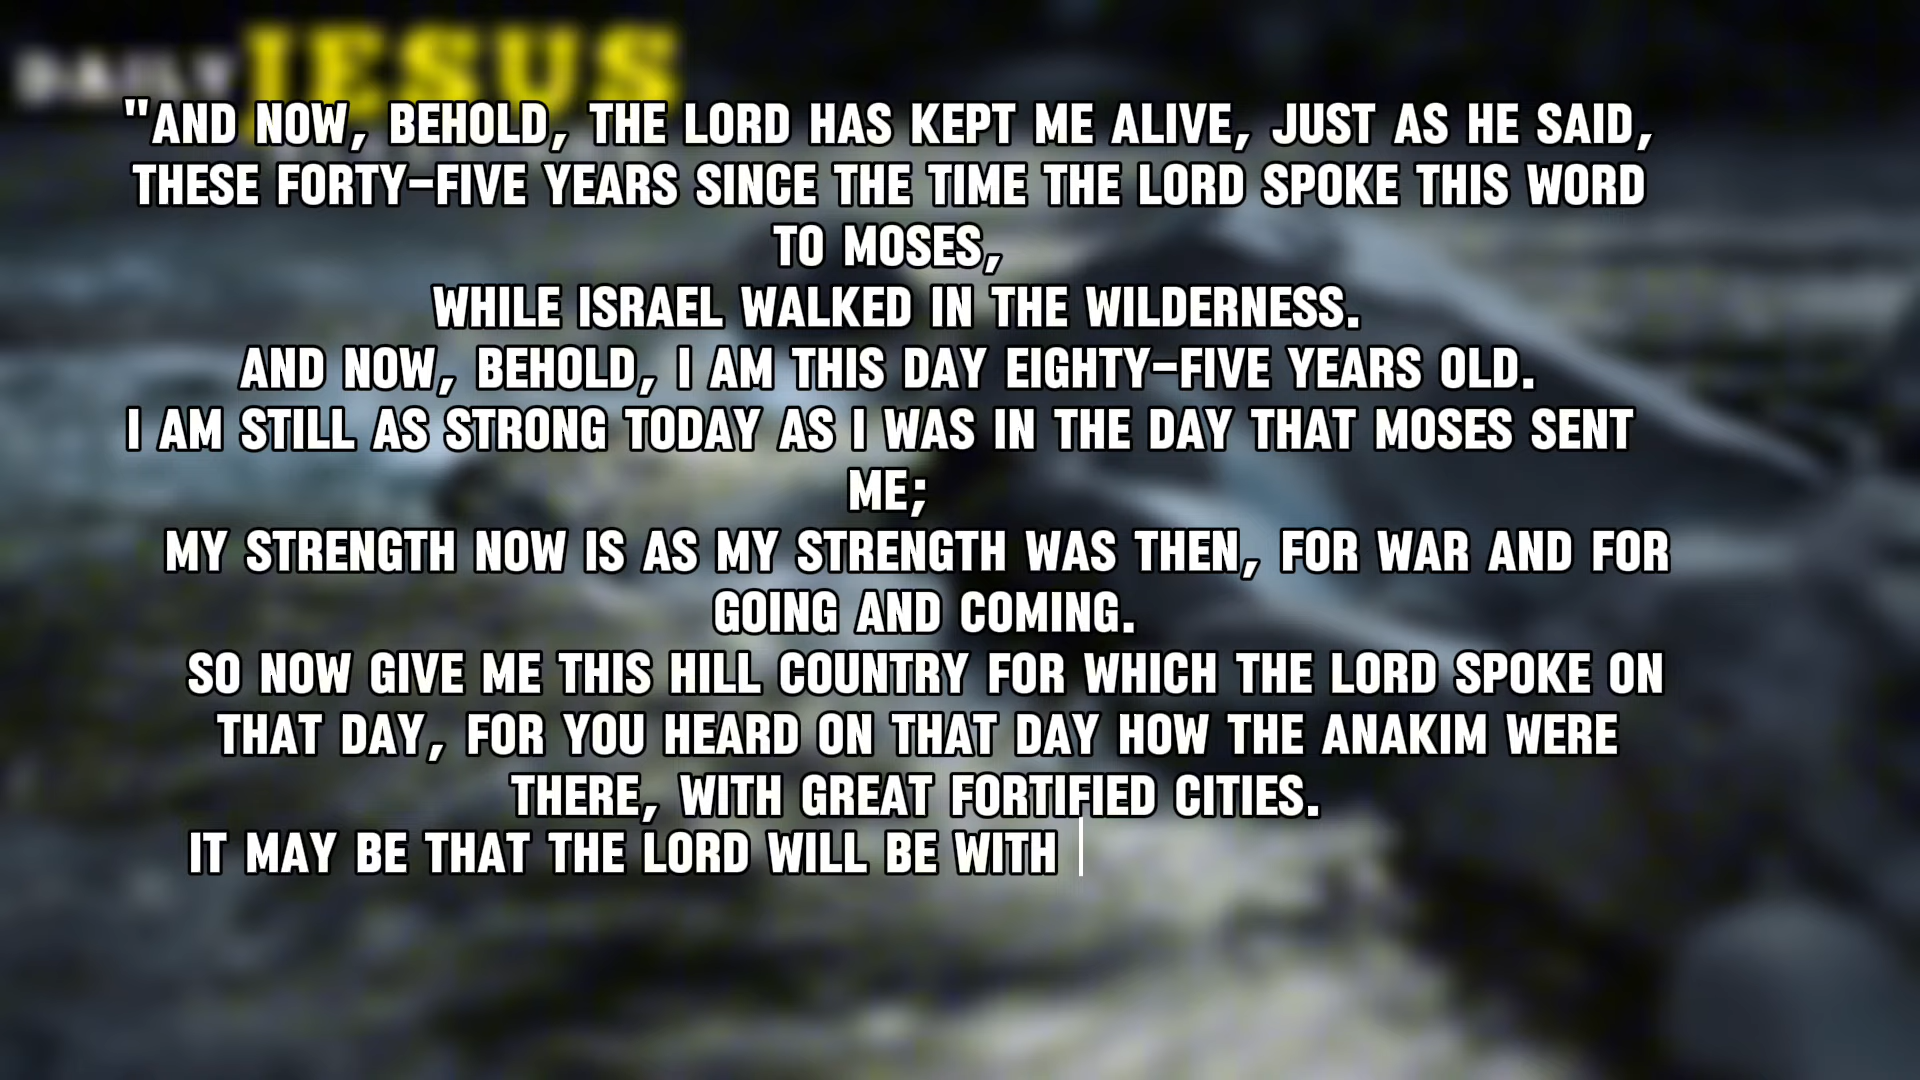 DAILY JESUS
"AND NOW, BEHOLD, THE LORD HAS KEPT ME ALIVE, JUST AS HE SAID,
THESE FORTY-FIVE YEARS SINCE THE TIME THE LORD SPOKE THIS WORD
TO MOSES,
WHILE ISRAEL WALKED IN THE WILDERNESS.
AND NOW, BEHOLD, I AM THIS DAY EIGHTY-FIVE YEARS OLD.
I AM STILL AS STRONG TODAY AS I WAS IN THE DAY THAT MOSES SENT
ME;
MY STRENGTH NOW IS AS MY STRENGTH WAS THEN, FOR WAR AND FOR
GOING AND COMING.
SO NOW GIVE ME THIS HILL COUNTRY FOR WHICH THE LORD SPOKE ON
THAT DAY, FOR YOU HEARD ON THAT DAY HOW THE ANAKIM WERE
THERE, WITH GREAT FORTIFIED CITIES.
IT MAY BE THAT THE LORD WILL BE WITH